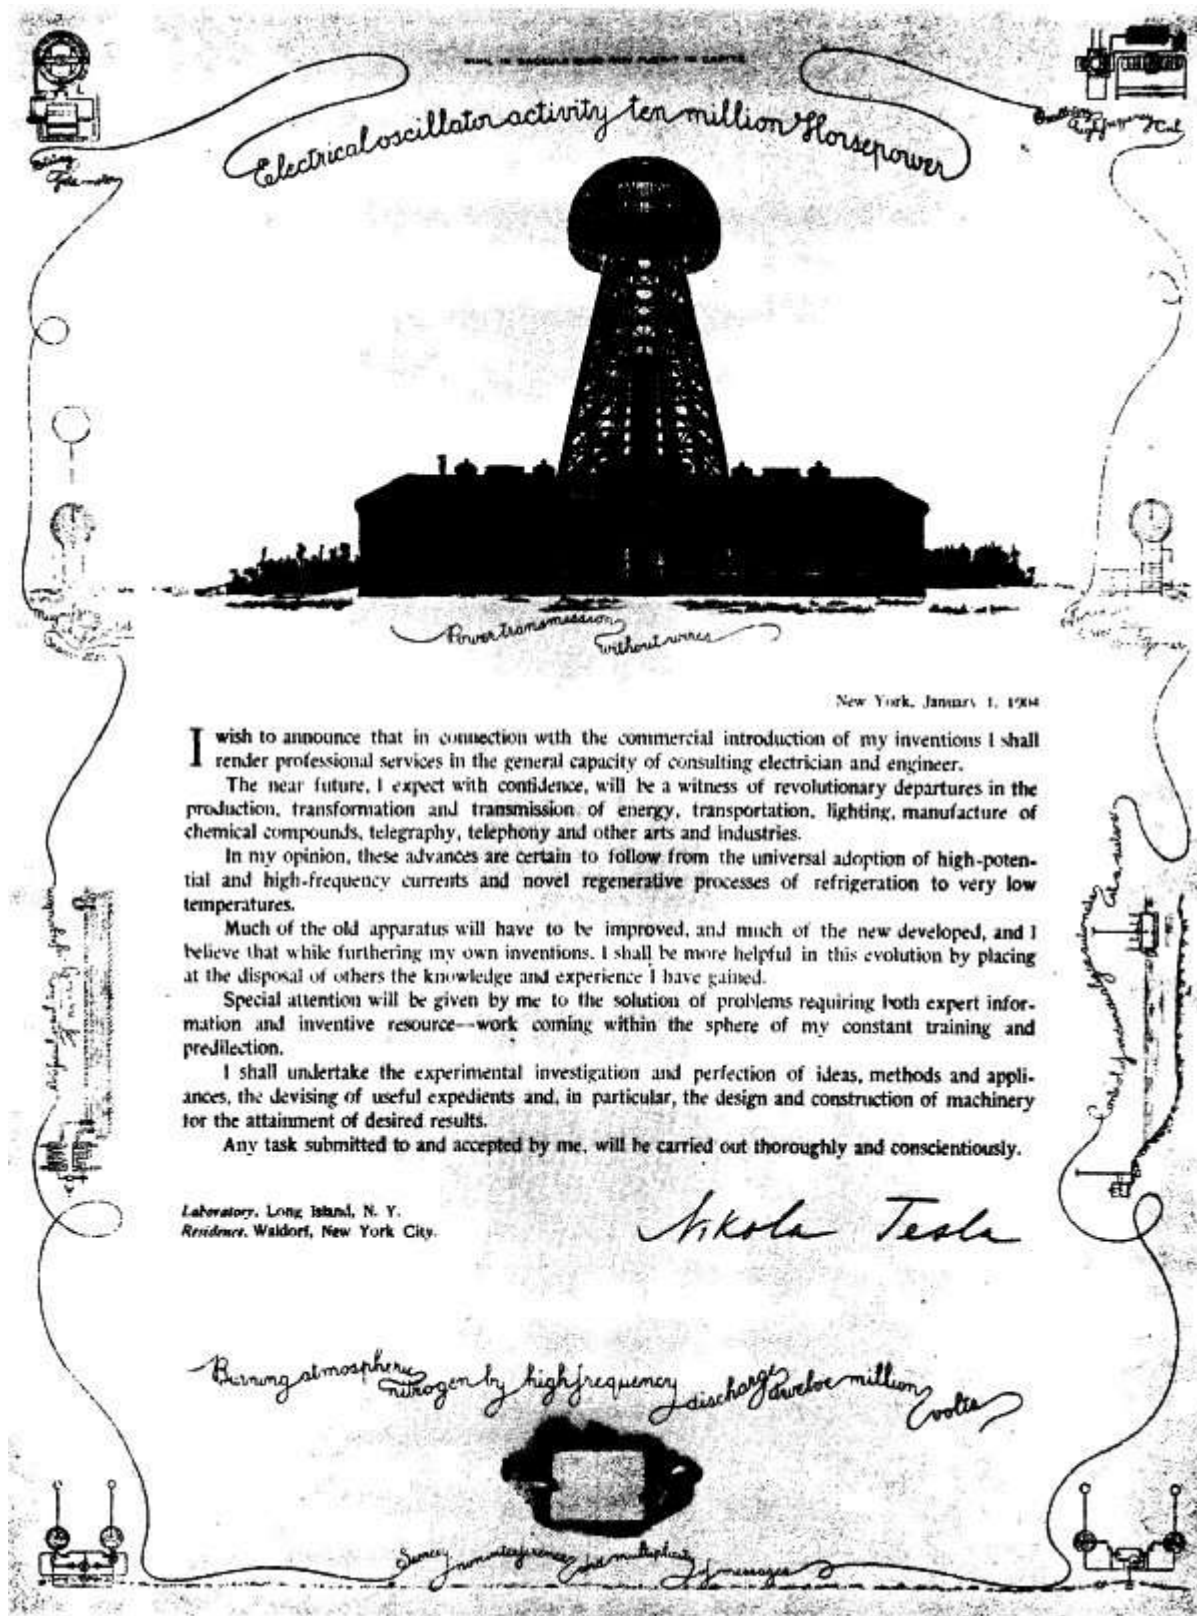 Electrical oscillator activity ten million Horsepower
Power transmission
without wires
New York, January 1, 1904
I wish to announce that in connection with the commercial introduction of my inventions I shall
render professional services in the general capacity of consulting electrician and engineer.
The near future, I expect with confidence, will be a witness of revolutionary departures in the
production, transformation and transmission of energy, transportation, lighting, manufacture of
chemical compounds, telegraphy, telephony and other arts and industries.
In my opinion, these advances are certain to follow from the universal adoption of high-poten-
tial and high-frequency currents and novel regenerative processes of refrigeration to very low
temperatures.
Much of the old apparatus will have to be improved, and much of the new developed, and I
believe that while furthering my own inventions, I shall be more helpful in this evolution by placing
at the disposal of others the knowledge and experience I have gained.
Special attention will be given by me to the solution of problems requiring both expert infor-
mation and inventive resource—work coming within the sphere of my constant training and
predilection.
I shall undertake the experimental investigation and perfection of ideas, methods and appli-
ances, the devising of useful expedients and, in particular, the design and construction of machinery
for the attainment of desired results.
Any task submitted to and accepted by me, will be carried out thoroughly and conscientiously.
Laboratory, Long Island, N. Y.
Residence, Waldorf, New York City.
Nikola Tesla
Burning atmospheric
nitrogen by high frequency
discharge twelve million
volts
noninterference and multiplicity
of messages